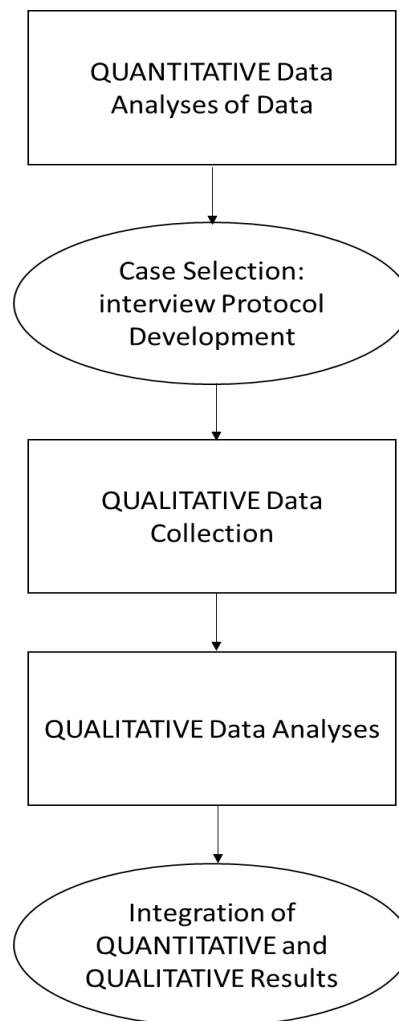 QUANTITATIVE Data
Analyses of Data
Case Selection:
interview Protocol
Development
QUALITATIVE Data
Collection
QUALITATIVE Data Analyses
Integration of
QUANTITATIVE and
QUALITATIVE Results